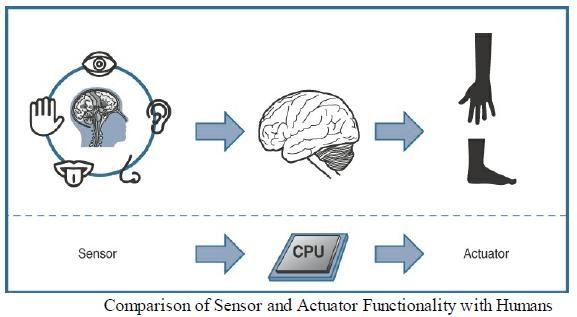 Sensor
CPU
Actuator
Comparison of Sensor and Actuator Functionality with Humans